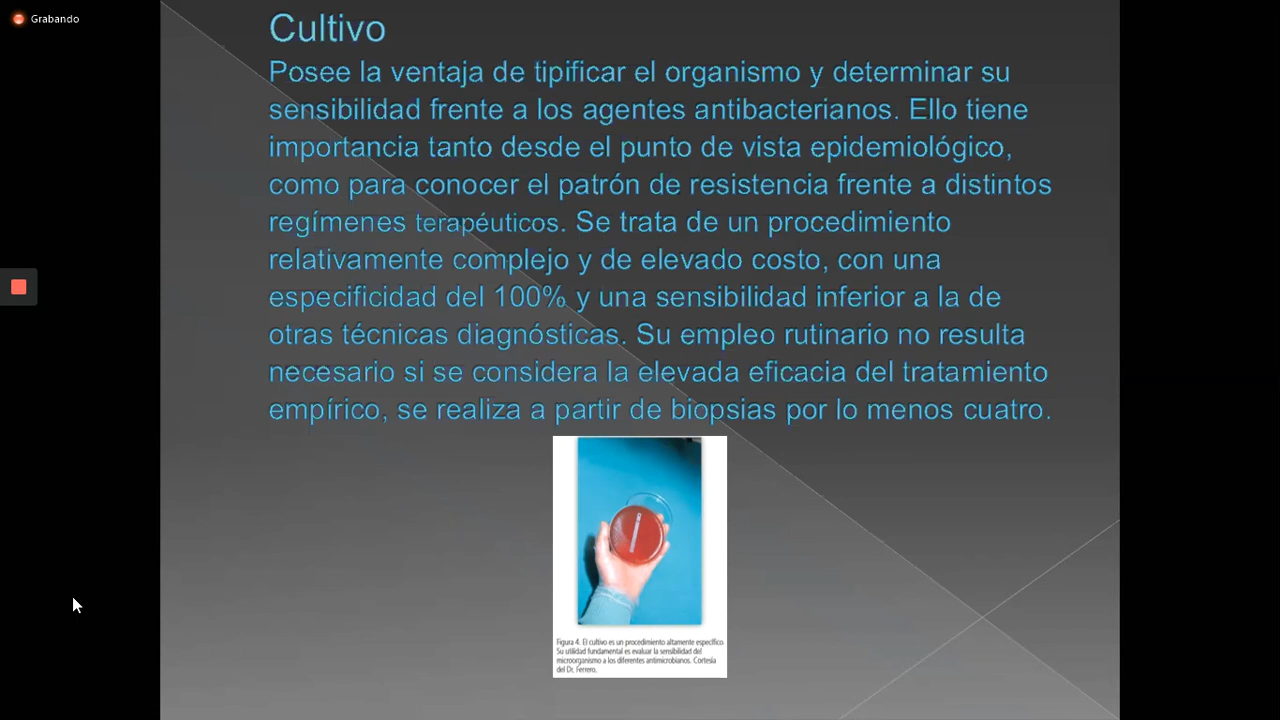 Grabando
Cultivo
Posee la ventaja de tipificar el organismo y determinar su
sensibilidad frente a los agentes antibacterianos. Ello tiene
importancia tanto desde el punto de vista epidemiológico,
como para conocer el patrón de resistencia frente a distintos
regímenes terapéuticos. Se trata de un procedimiento
relativamente complejo y de elevado costo, con una
especificidad del 100% y una sensibilidad inferior a la de
otras técnicas diagnósticas. Su empleo rutinario no resulta
necesario si se considera la elevada eficacia del tratamiento
empírico, se realiza a partir de biopsias por lo menos cuatro.
Figura 4. El cultivo es un procedimiento altamente específico.
Su utilidad fundamental es evaluar la sensibilidad del
microorganismo a los diferentes antimicrobianos. Cortesía
del Dr. Ferrero.